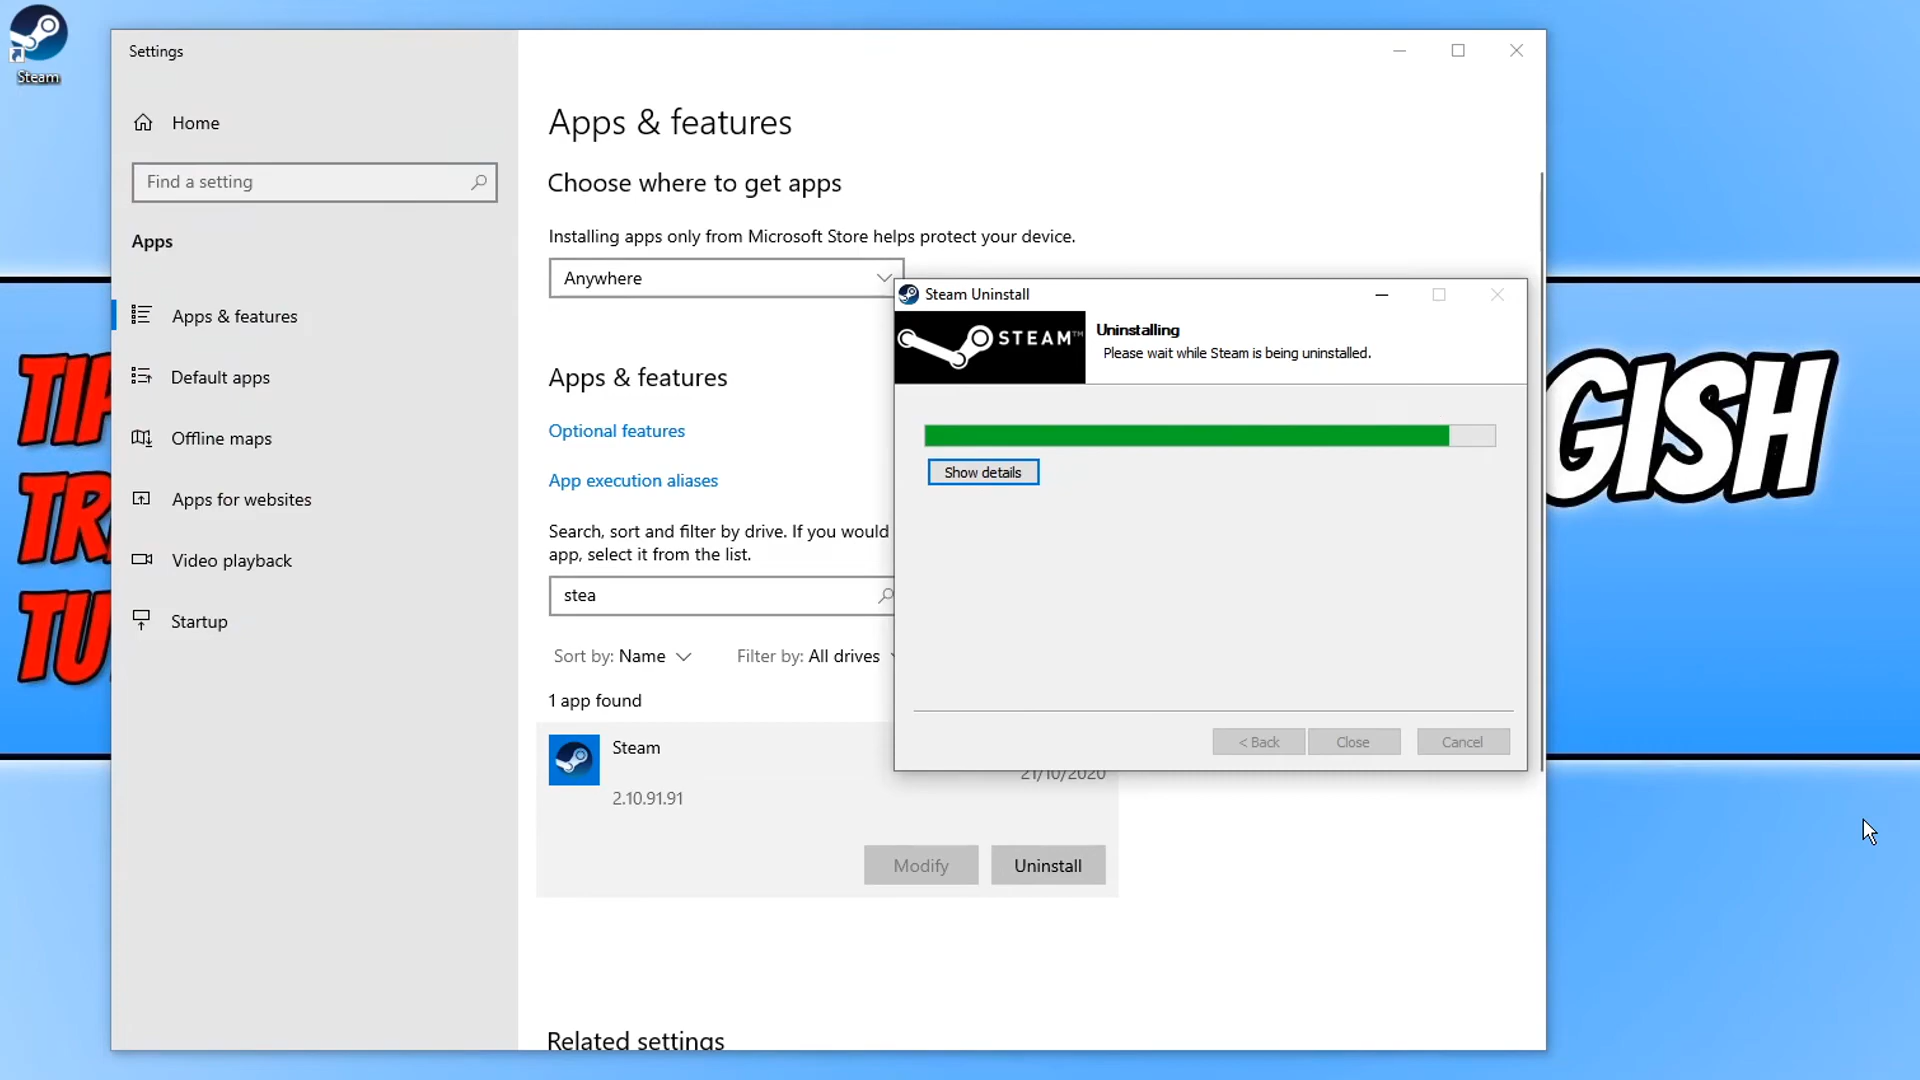 Steam
Settings
Home
Find a setting
Apps
Apps & features
Default apps
Offline maps
Apps for websites
Video playback
Startup
Apps & features
Choose where to get apps
Installing apps only from Microsoft Store helps protect your device.
Anywhere
Apps & features
Optional features
App execution aliases
Search, sort and filter by drive. If you would
app, select it from the list.
stea
Sort by: Name
Filter by: All drives
1 app found
Steam
21/10/2020
2.10.91.91
Modify
Uninstall
Related settings
Steam Uninstall
STEAM™
Uninstalling
Please wait while Steam is being uninstalled.
Show details
< Back
Close
Cancel
TIP
TR
TU
GISH